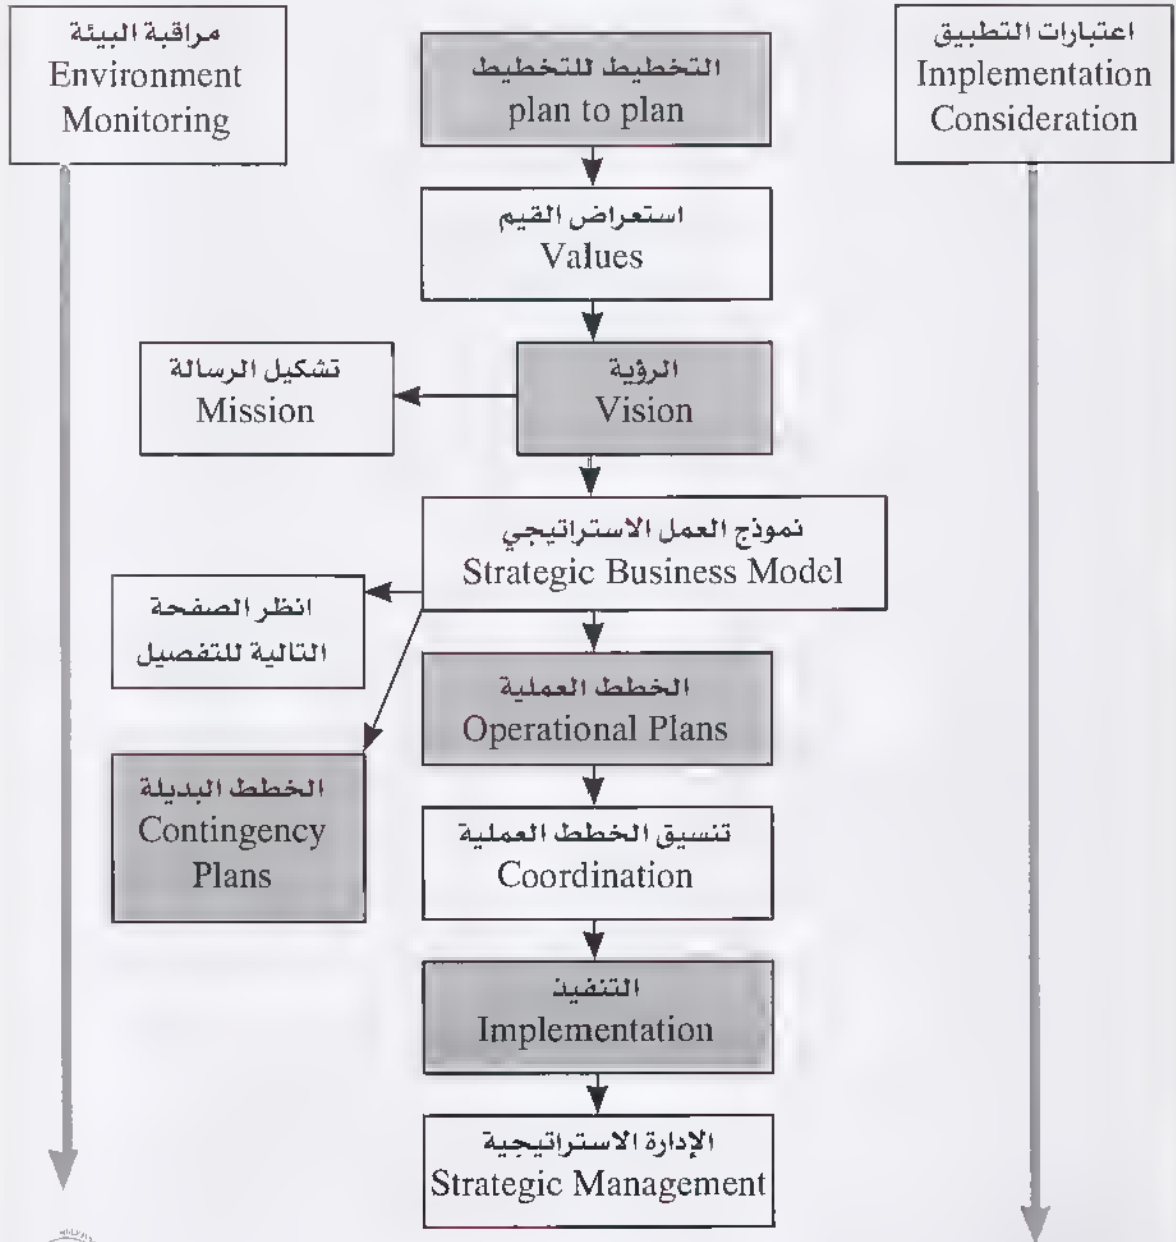 مراقبة البيئة
Environment
Monitoring
التخطيط للتخطيط
plan to plan
اعتبارات التطبيق
Implementation
Consideration
استعراض القيم
Values
تشكيل الرسالة
Mission
الرؤية
Vision
نموذج العمل الاستراتيجي
Strategic Business Model
انظر الصفحة
التالية للتفصيل
الخطط العملية
Operational Plans
الخطط البديلة
Contingency
Plans
تنسيق الخطط العملية
Coordination
التنفيذ
Implementation
الإدارة الاستراتيجية
Strategic Management